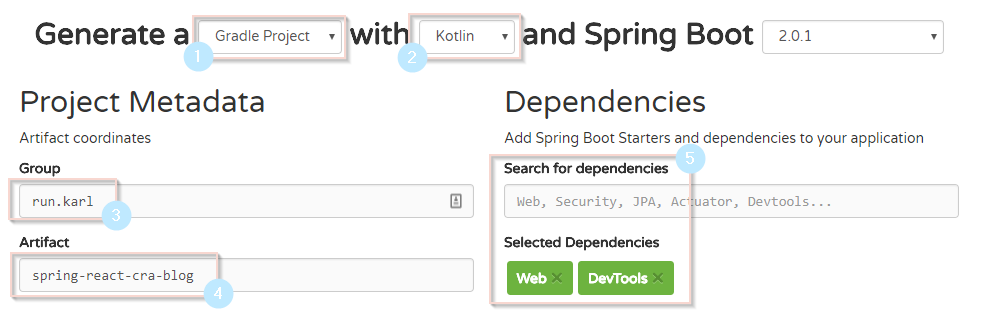 Generate a Gradle Project with Kotlin and Spring Boot 2.0.1
1 2
Project Metadata
Artifact coordinates
Group
run.karl
3
Artifact
spring-react-cra-blog
4
Dependencies
Add Spring Boot Starters and dependencies to your application
5
Search for dependencies
Web, Security, JPA, Actuator, Devtools...
Selected Dependencies
Web × DevTools ×